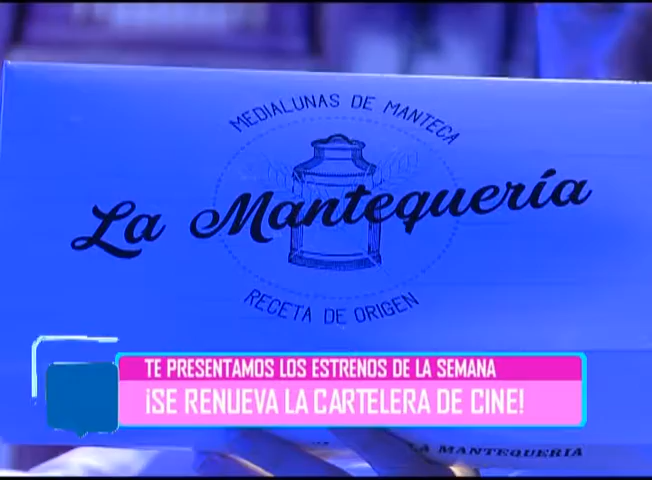 MEDIALUNAS DE MANTECA
La Mantequería
RECETA DE ORIGEN
TE PRESENTAMOS LOS ESTRENOS DE LA SEMANA
¡SE RENUEVA LA CARTELERA DE CINE!
LA MANTEQUERIA